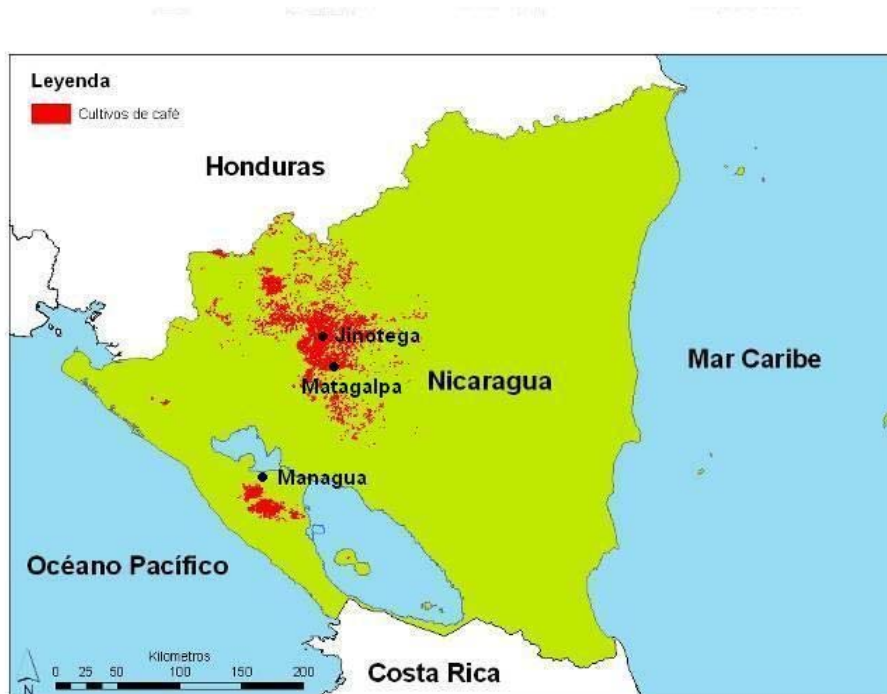 Leyenda
Cultivos de café
Honduras
Jinotega
Matagalpa
Nicaragua
Mar Caribe
Managua
Océano Pacífico
Costa Rica
Kilometros
0 25 50 100 150 200
N